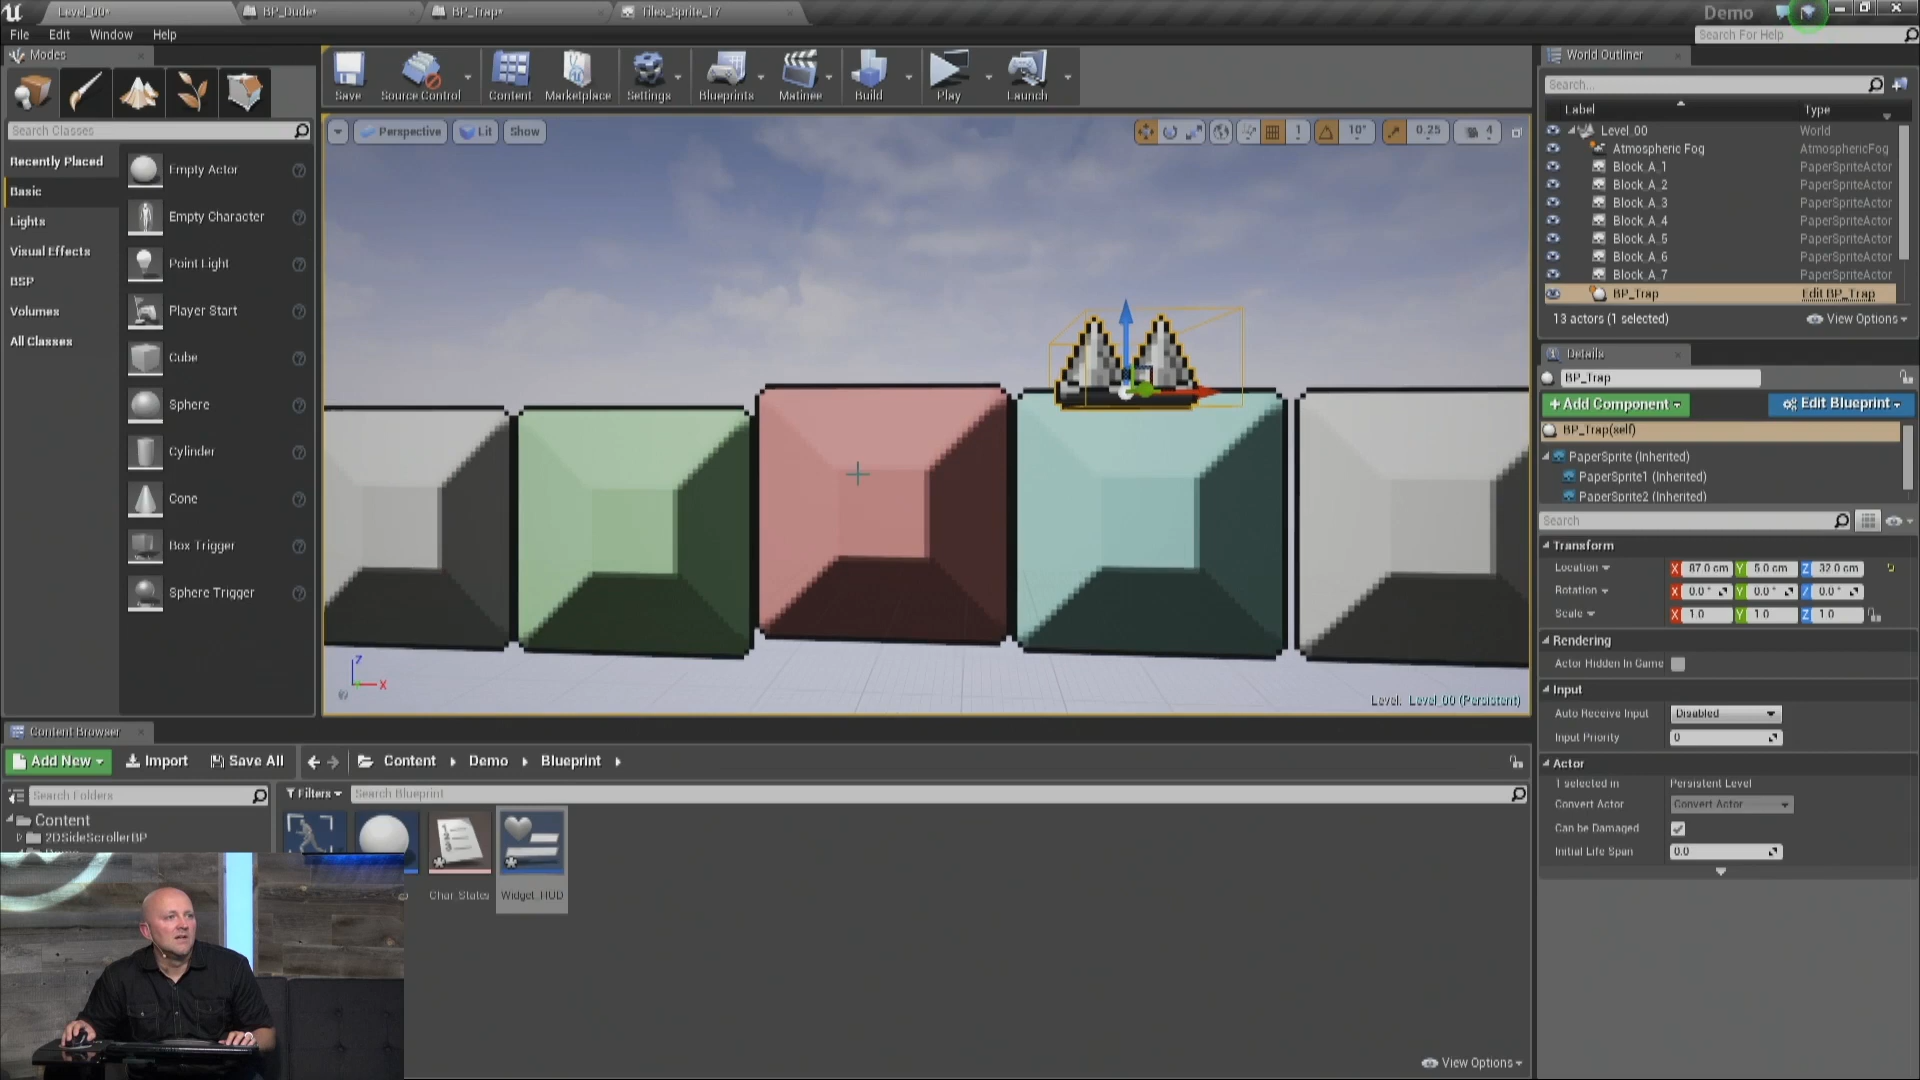 Level_00*
BP_Dude*
BP_Trap*
Tiles_Sprite_17
Demo
File
Edit
Window
Help
Search For Help
Modes
Search Classes
Recently Placed
Basic
Lights
Visual Effects
BSP
Volumes
All Classes
Empty Actor
Empty Character
Point Light
Player Start
Cube
Sphere
Cylinder
Cone
Box Trigger
Sphere Trigger
Save
Source Control
Content
Marketplace
Settings
Blueprints
Matinee
Build
Play
Launch
Perspective
Lit
Show
1
10°
0.25
4
Z
X
Level: Level_00 (Persistent)
World Outliner
Search...
Label
Type
Level_00
World
Atmospheric Fog
AtmosphericFog
Block_A_1
PaperSpriteActor
Block_A_2
PaperSpriteActor
Block_A_3
PaperSpriteActor
Block_A_4
PaperSpriteActor
Block_A_5
PaperSpriteActor
Block_A_6
PaperSpriteActor
Block_A_7
PaperSpriteActor
BP_Trap
Edit BP_Trap
13 actors (1 selected)
View Options
Details
BP_Trap
+Add Component
Edit Blueprint
BP_Trap(self)
PaperSprite (Inherited)
PaperSprite1 (Inherited)
PaperSprite2 (Inherited)
Search
Transform
Location
X 87.0 cm
Y 5.0 cm
Z 32.0 cm
Rotation
X 0.0°
Y 0.0°
Z 0.0°
Scale
X 1.0
Y 1.0
Z 1.0
Rendering
Actor Hidden In Game
Input
Auto Receive Input
Disabled
Input Priority
0
Actor
1 selected in
Persistent Level
Convert Actor
Convert Actor
Can be Damaged
Initial Life Span
0.0
Content Browser
Add New
Import
Save All
Content
Demo
Blueprint
Search Folders
Filters
Search Blueprint
Content
2DSideScrollerBP
Char_States
Widget_HUD
View Options